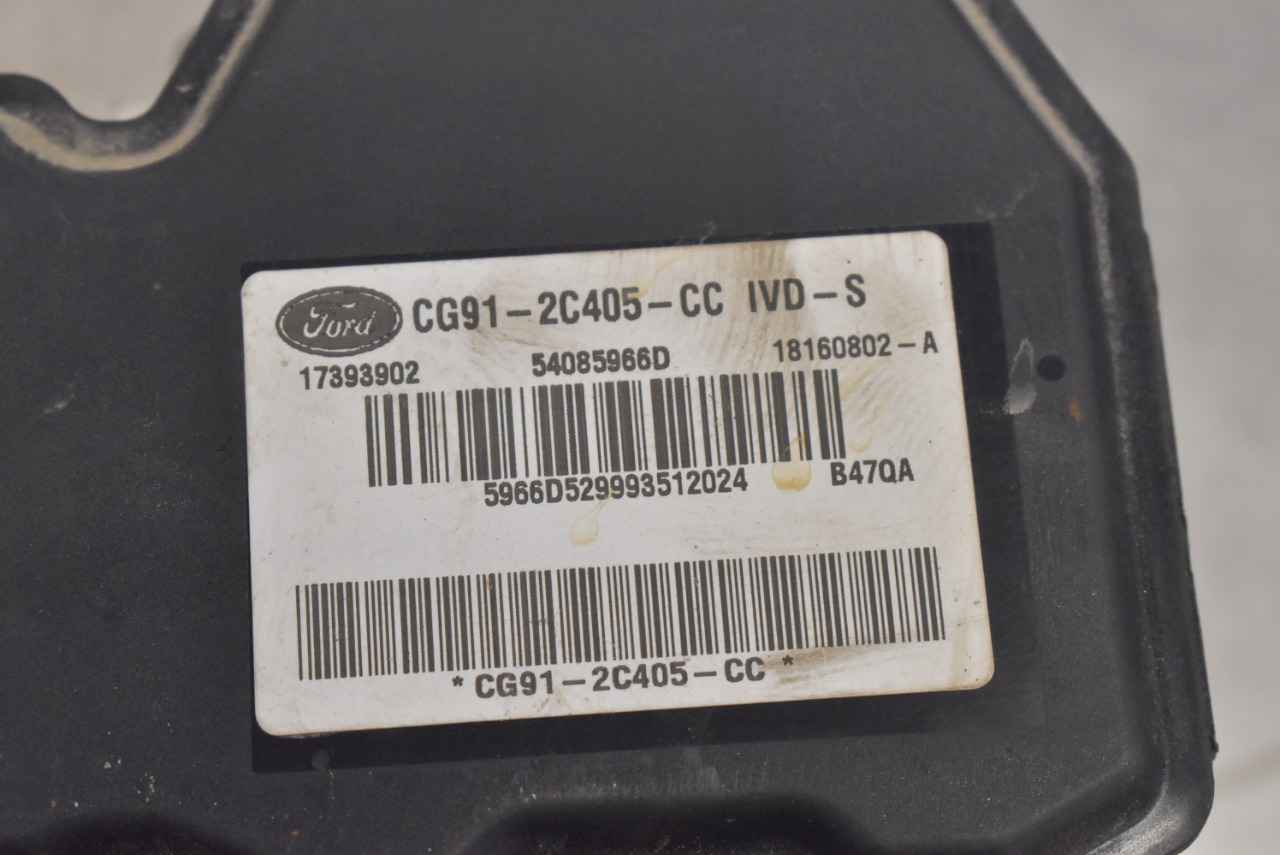 Ford CG91-2C405-CC IVD-S
17393902 54085966D 18160802-A
5966D529993512024 B47QA
* CG91-2C405-CC *